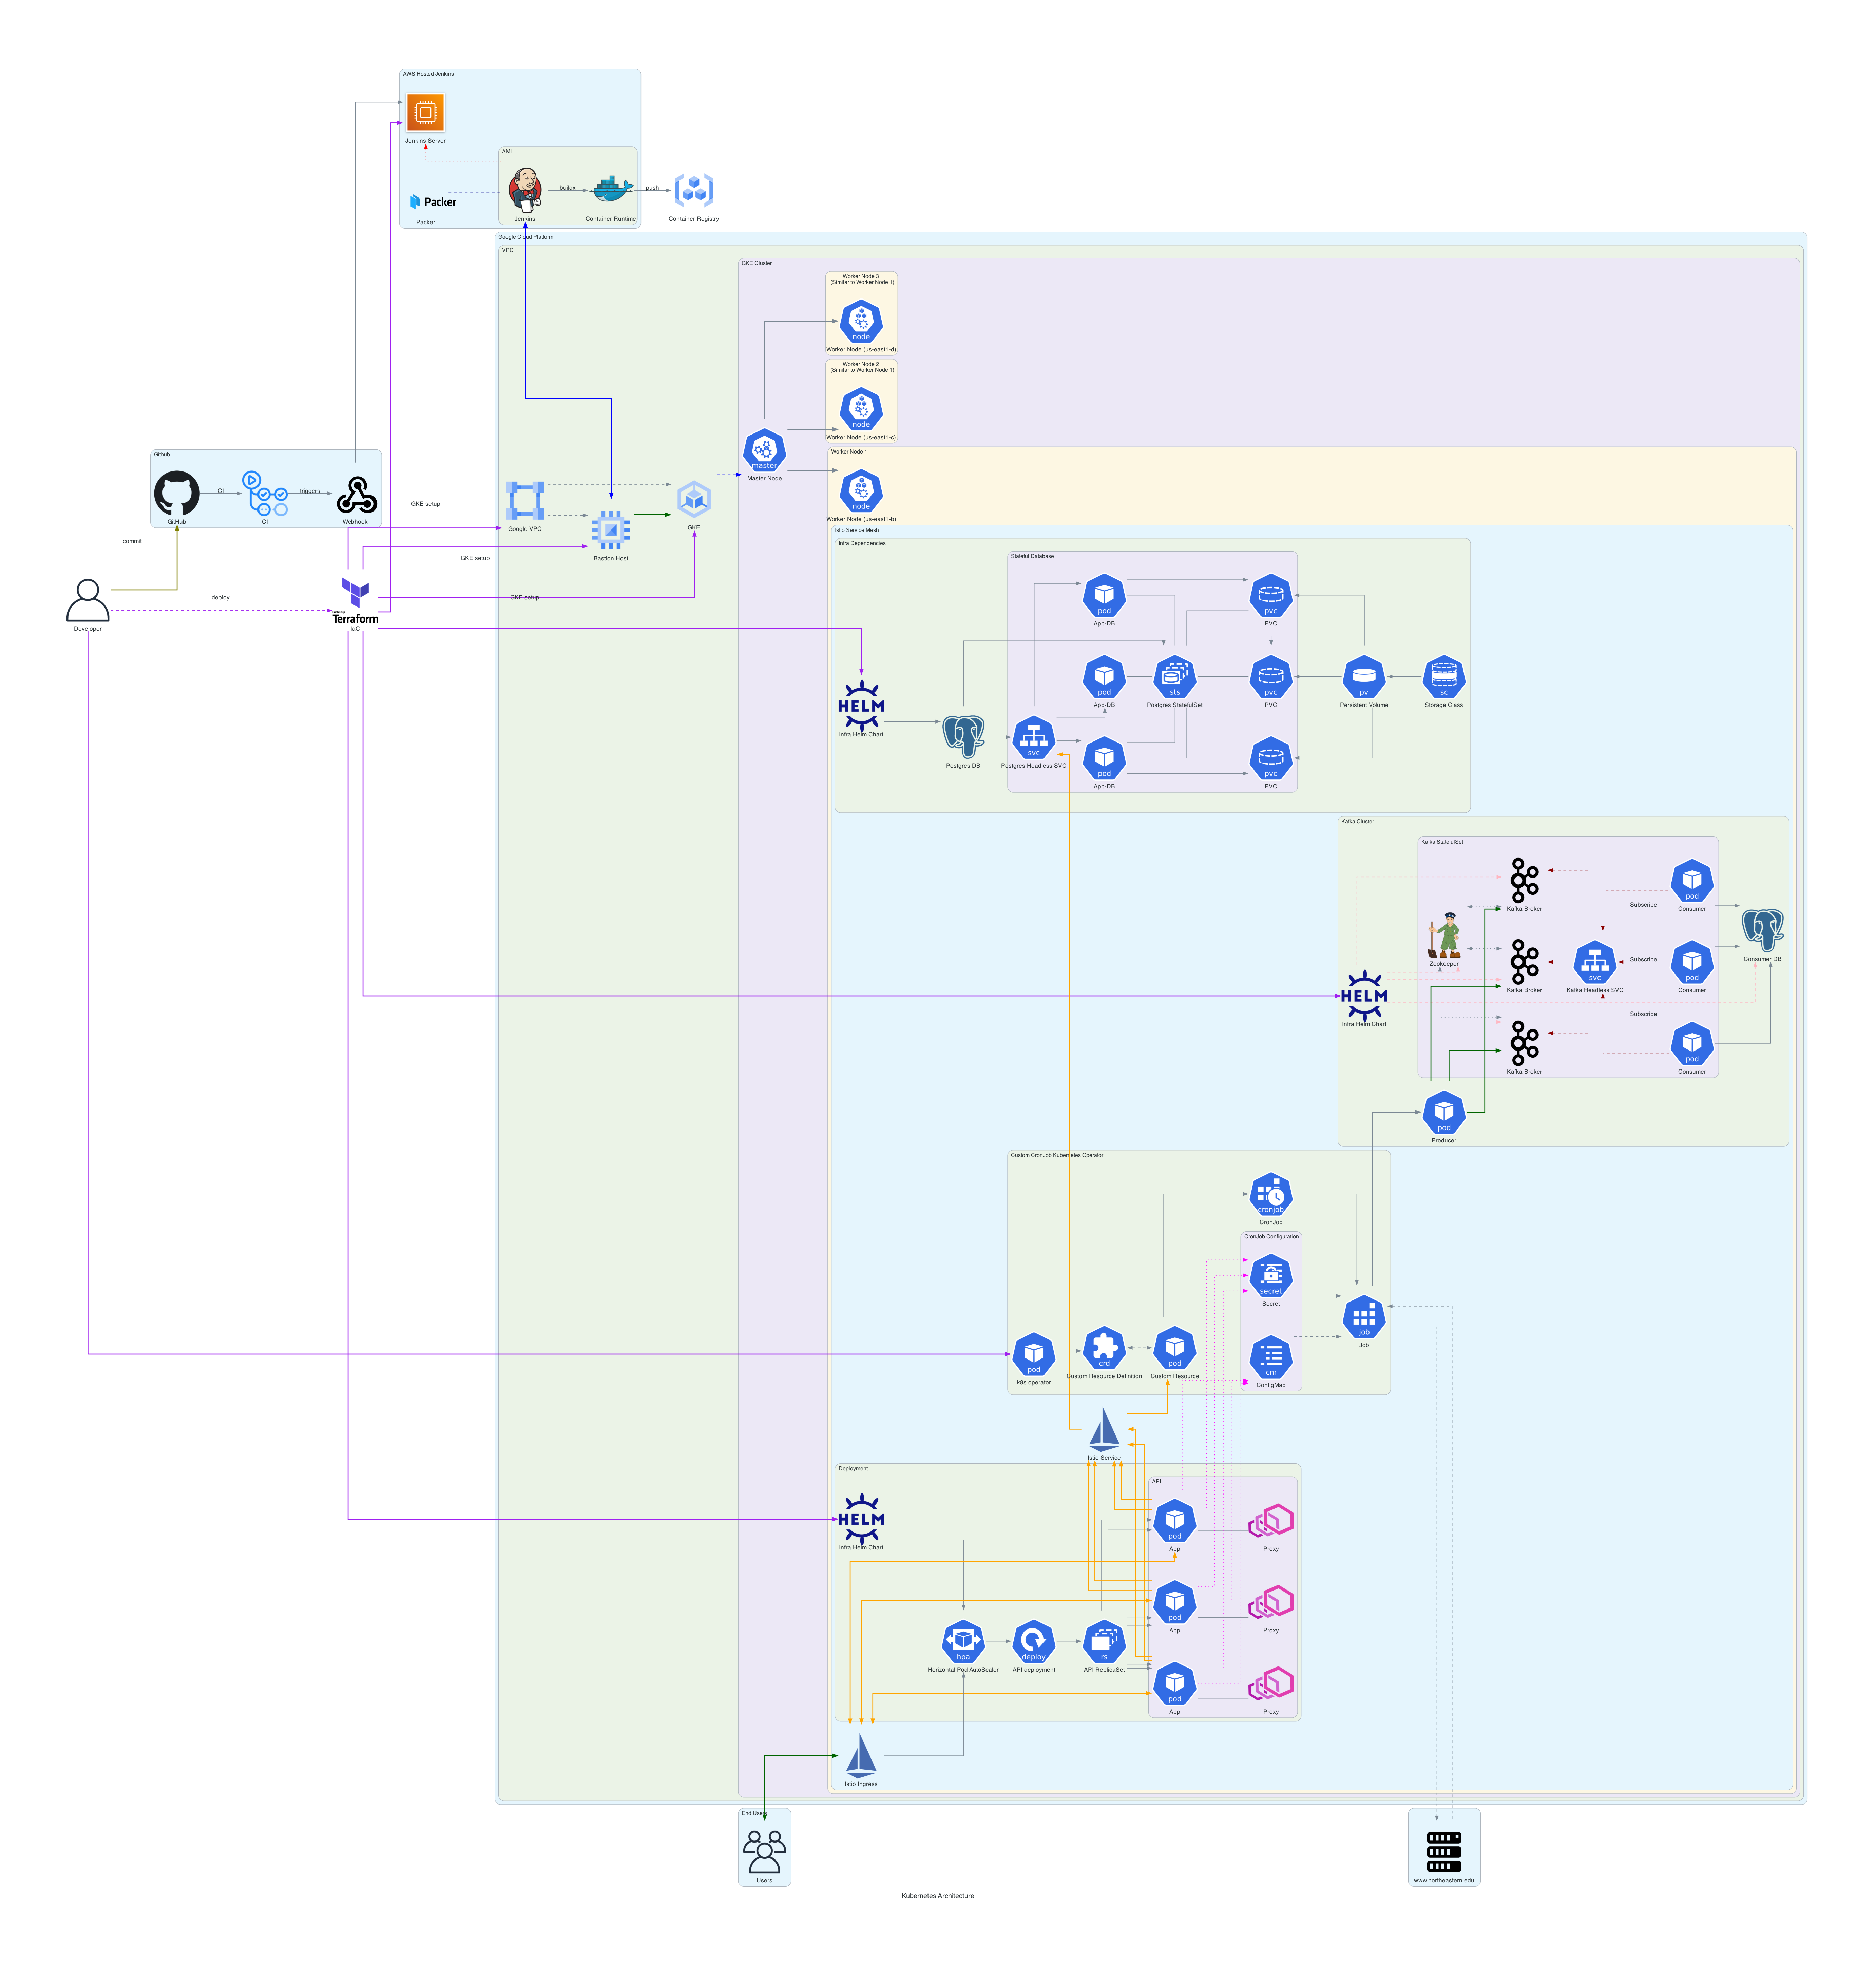 AWS Hosted Jenkins
Jenkins Server
AMI
Packer
Packer
Jenkins
buildx
Container Runtime
push
Container Registry
Google Cloud Platform
VPC
GKE Cluster
Worker Node 3
(Similar to Worker Node 1)
node
Worker Node (us-east1-d)
Worker Node 2
(Similar to Worker Node 1)
node
Worker Node (us-east1-c)
master
Master Node
Worker Node 1
node
Worker Node (us-east1-b)
Github
GitHub
CI
CI
triggers
Webhook
GKE setup
Google VPC
Bastion Host
GKE
commit
GKE setup
Developer
deploy
GKE setup
Terraform
IaC
Istio Service Mesh
Infra Dependencies
Stateful Database
pod
App-DB
pvc
PVC
pod
App-DB
sts
Postgres StatefulSet
pvc
PVC
pv
Persistent Volume
sc
Storage Class
HELM
Infra Helm Chart
Postgres DB
svc
Postgres Headless SVC
pod
App-DB
pvc
PVC
Kafka Cluster
Kafka StatefulSet
Kafka Broker
pod
Consumer
Subscribe
Zookeeper
Kafka Broker
svc
Kafka Headless SVC
Subscribe
pod
Consumer
Consumer DB
HELM
Infra Helm Chart
Subscribe
Kafka Broker
pod
Consumer
pod
Producer
Custom CronJob Kubernetes Operator
cronjob
CronJob
CronJob Configuration
secret
Secret
job
Job
pod
k8s operator
crd
Custom Resource Definition
pod
Custom Resource
cm
ConfigMap
Istio Service
Deployment
API
HELM
Infra Helm Chart
pod
App
Proxy
pod
App
Proxy
hpa
Horizontal Pod AutoScaler
deploy
API deployment
rs
API ReplicaSet
pod
App
Proxy
Istio Ingress
End Users
Users
www.northeastern.edu
Kubernetes Architecture